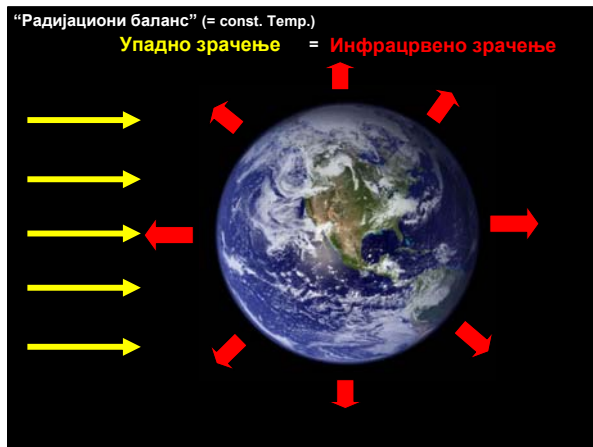 “Радијациони баланс” (= const. Temp.)
Упадно зрачење = Инфрацрвено зрачење